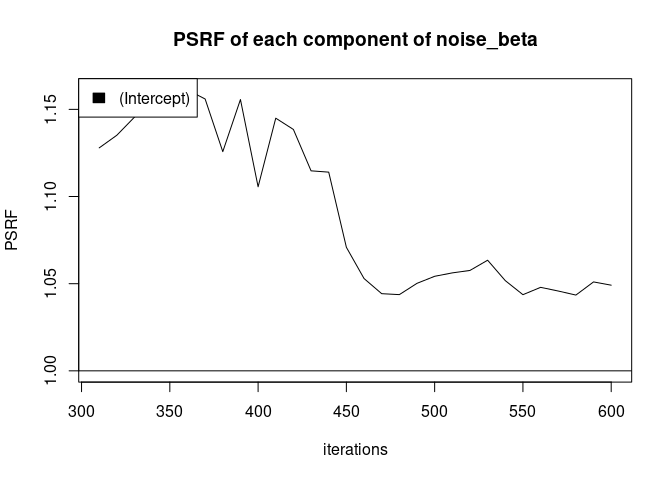 PSRF of each component of noise_beta
(Intercept)
PSRF
1.15
1.10
1.05
1.00
300 350 400 450 500 550 600
iterations